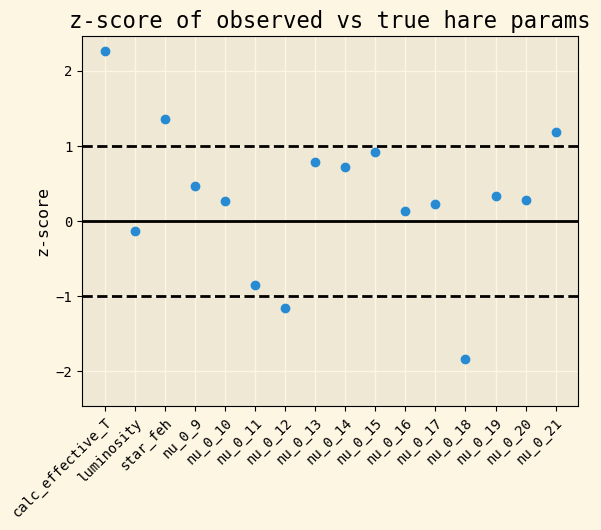 z-score of observed vs true hare params
z-score
2
1
0
−1
−2
calc_effective_T
luminosity
star_feh
nu_0_9
nu_0_10
nu_0_11
nu_0_12
nu_0_13
nu_0_14
nu_0_15
nu_0_16
nu_0_17
nu_0_18
nu_0_19
nu_0_20
nu_0_21